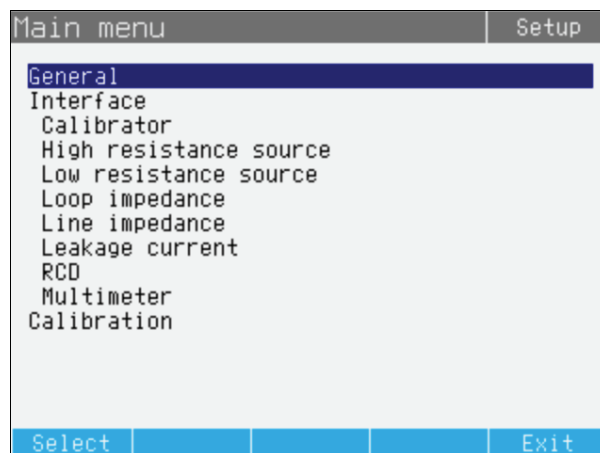 Main menu Setup
General
Interface
Calibrator
High resistance source
Low resistance source
Loop impedance
Line impedance
Leakage current
RCD
Multimeter
Calibration
Select Exit